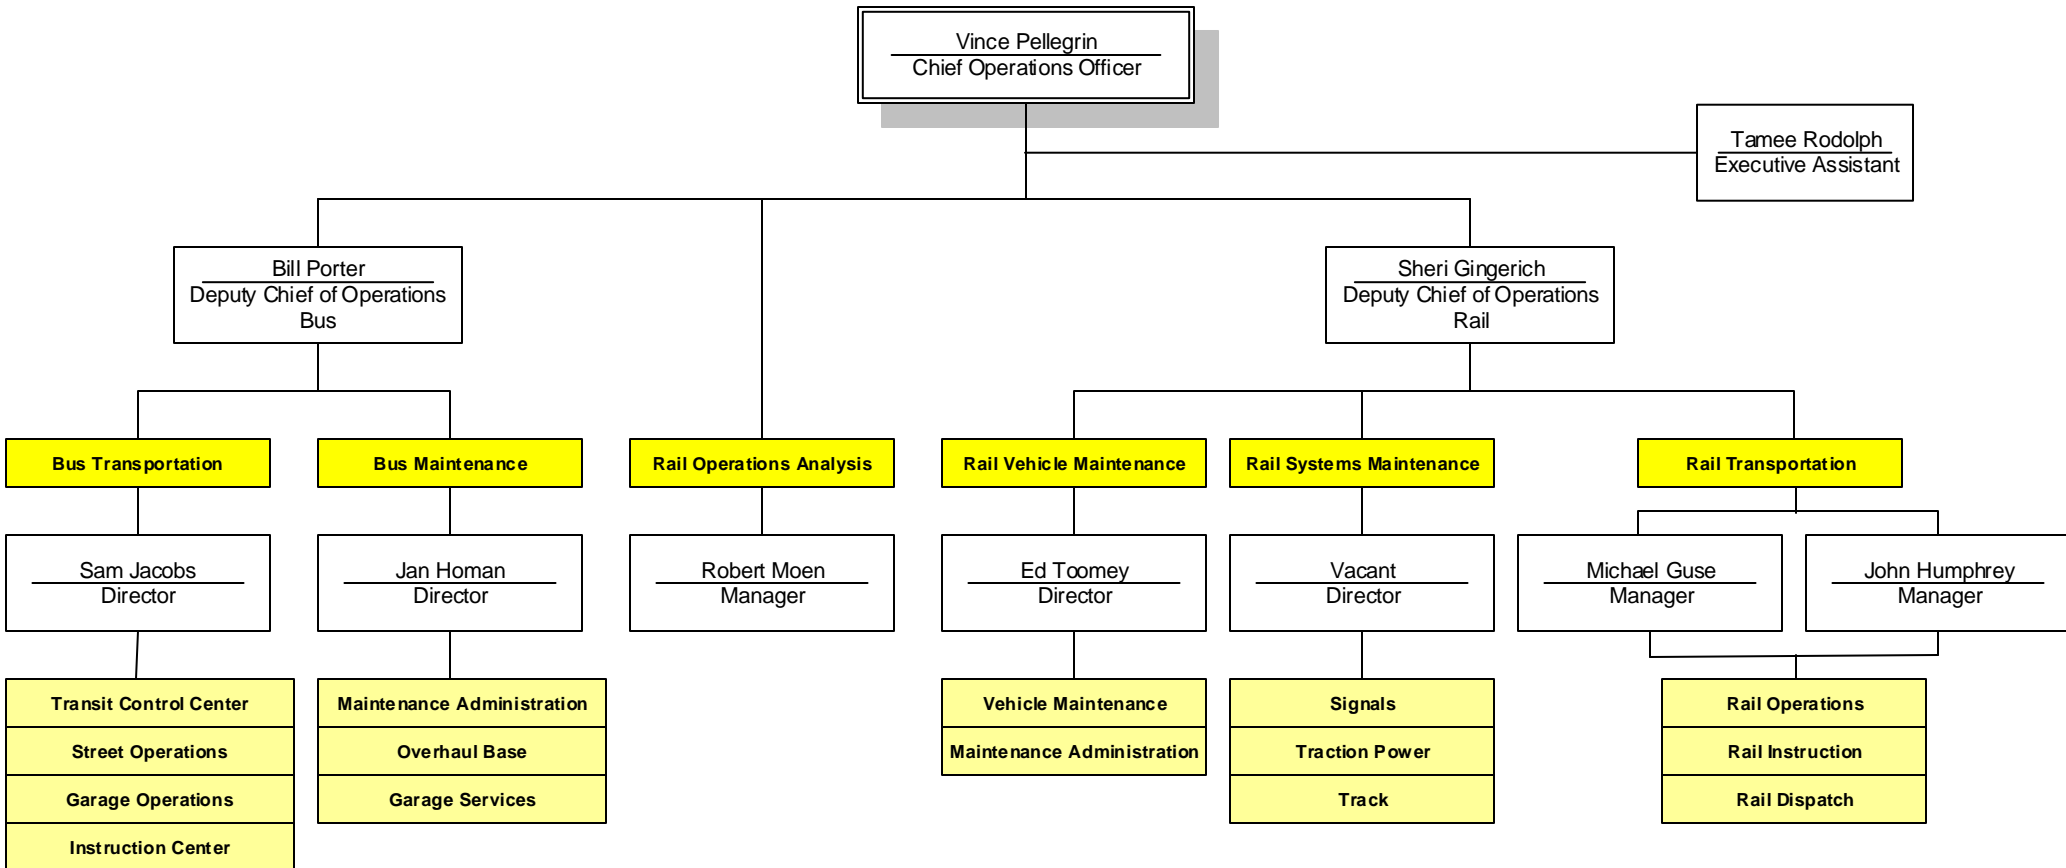 Vince Pellegrin
Chief Operations Officer
Tamee Rodolph
Executive Assistant
Bill Porter
Deputy Chief of Operations
Bus
Sheri Gingerich
Deputy Chief of Operations
Rail
Bus Transportation
Bus Maintenance
Rail Operations Analysis
Rail Vehicle Maintenance
Rail Systems Maintenance
Rail Transportation
Sam Jacobs
Director
Jan Homan
Director
Robert Moen
Manager
Ed Toomey
Director
Vacant
Director
Michael Guse
Manager
John Humphrey
Manager
Transit Control Center
Street Operations
Garage Operations
Instruction Center
Maintenance Administration
Overhaul Base
Garage Services
Vehicle Maintenance
Maintenance Administration
Signals
Traction Power
Track
Rail Operations
Rail Instruction
Rail Dispatch